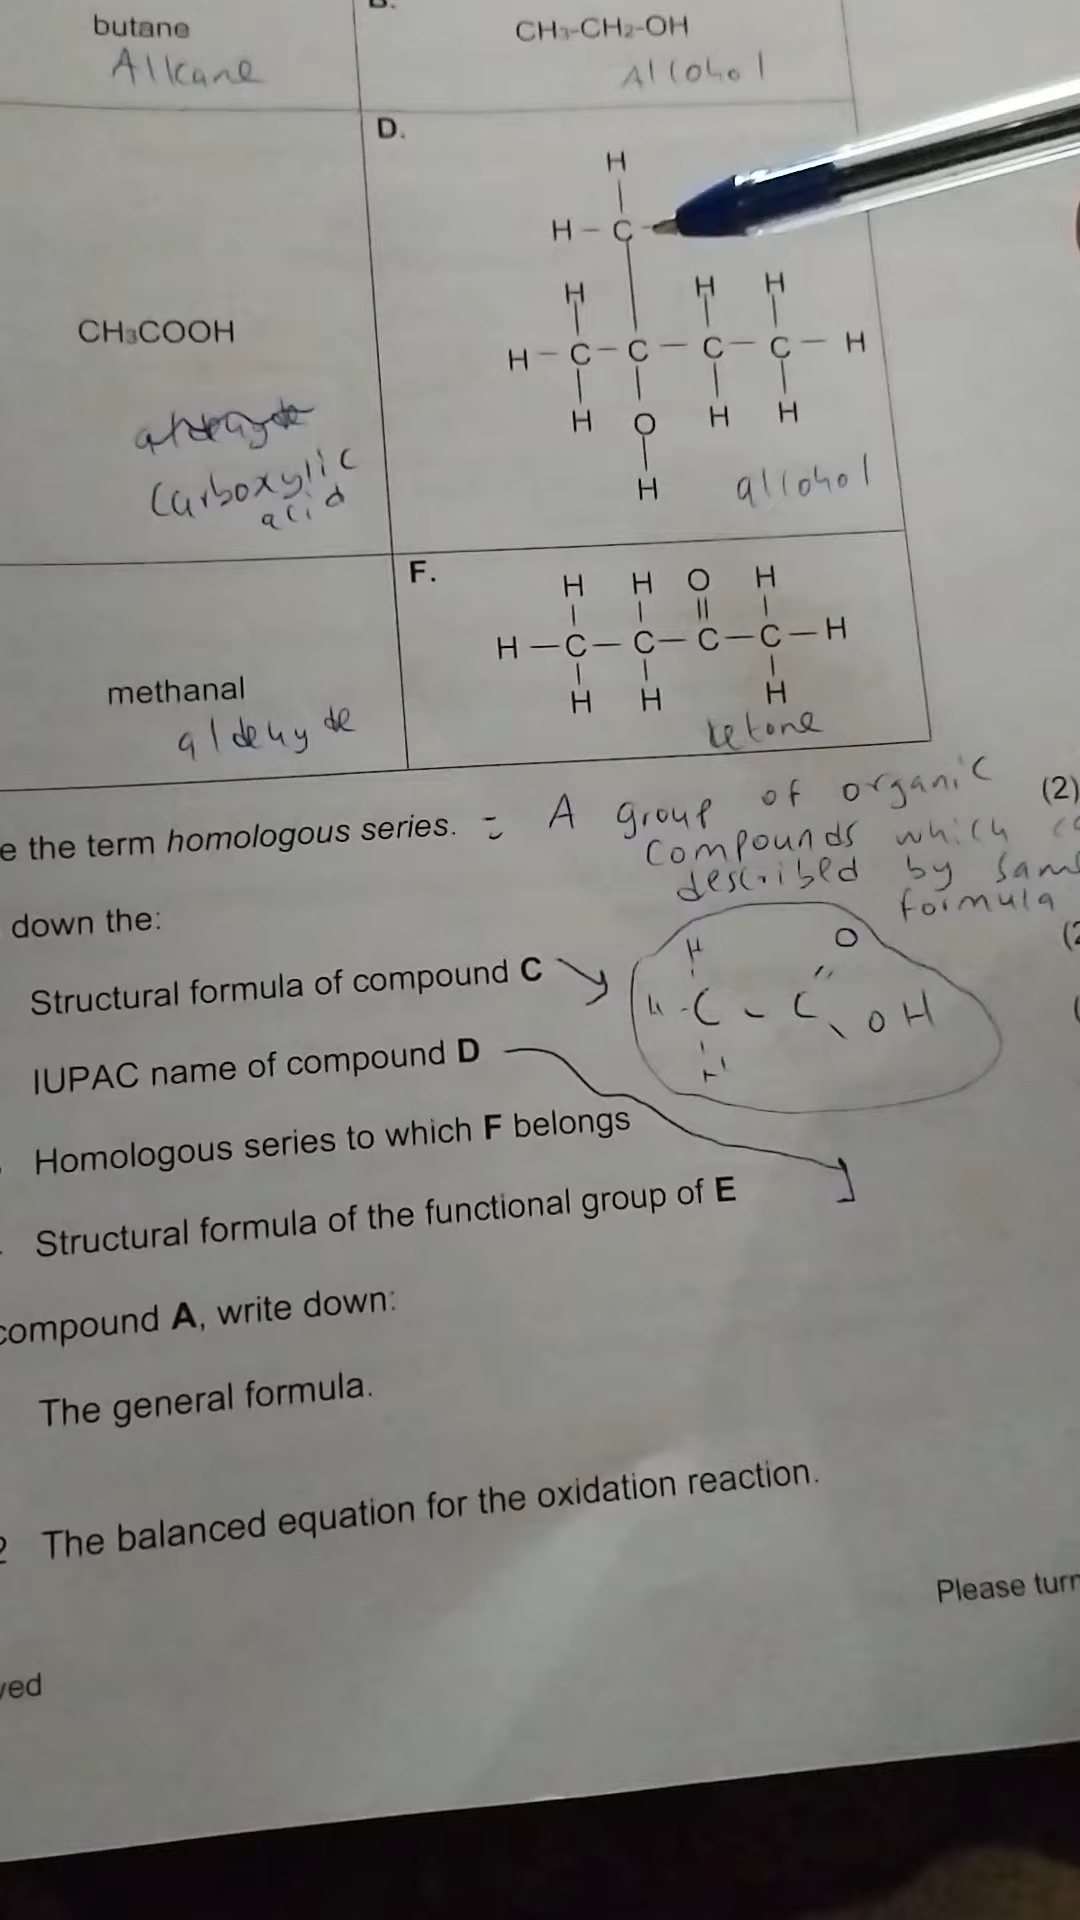 butane
CH₃-CH₂-OH
Alkane
Alcohol
D.
H
H – C
H H H
CH₃COOH
H – C – C – C – C – H
H O H H
Carboxylic
acid
H
alcohol
F.
H H O H
H – C – C – C – C – H
H H H
methanal
aldehyde
ketone
e the term homologous series. = A group of organic (2)
compounds which
described by same
formula
down the:
H O
Structural formula of compound C
H - C - C OH
H
IUPAC name of compound D
Homologous series to which F belongs
Structural formula of the functional group of E
compound A, write down:
The general formula.
2 The balanced equation for the oxidation reaction.
Please turn
ved